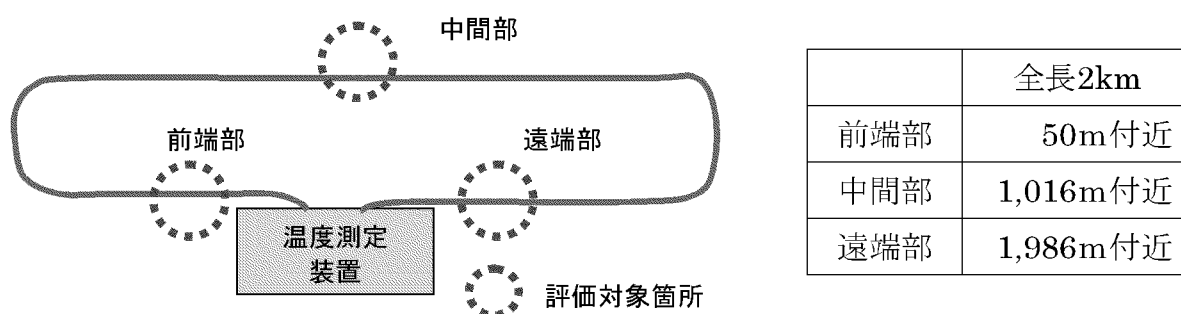 中間部
前端部
遠端部
温度測定
装置
評価対象箇所
全長2km
前端部 50m付近
中間部 1,016m付近
遠端部 1,986m付近